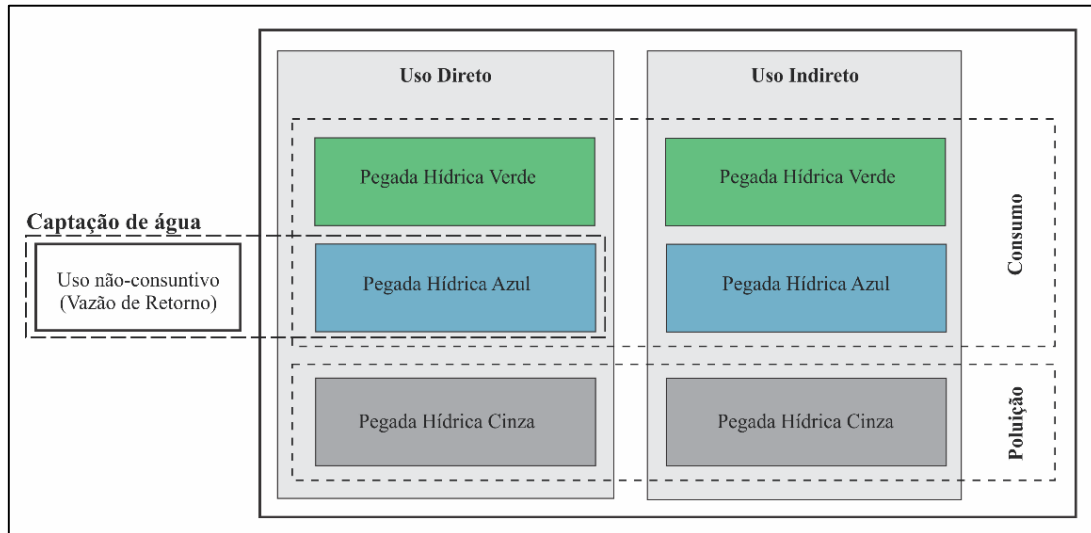 Uso Direto
Uso Indireto
Pegada Hídrica Verde
Pegada Hídrica Verde
Consumo
Captação de água
Uso não-consuntivo
(Vazão de Retorno)
Pegada Hídrica Azul
Pegada Hídrica Azul
Pegada Hídrica Cinza
Pegada Hídrica Cinza
Poluição